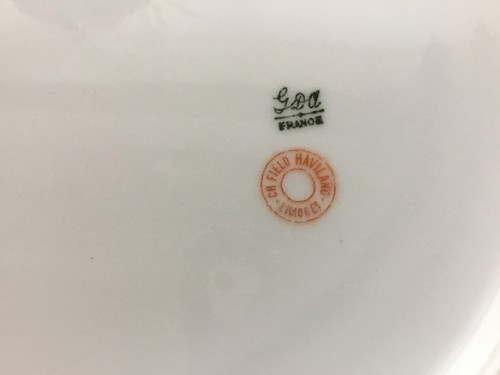 GDA
FRANCE
CH FIELD HAVILAND
LIMOGES